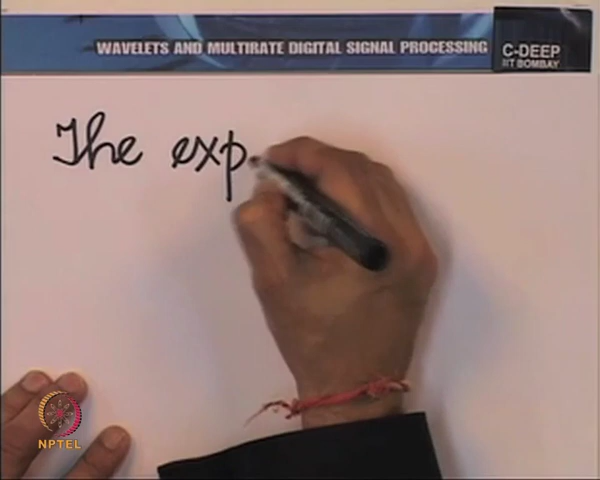 WAVELETS AND MULTIRATE DIGITAL SIGNAL PROCESSING
C-DEEP
IIT BOMBAY
The exp
NPTEL